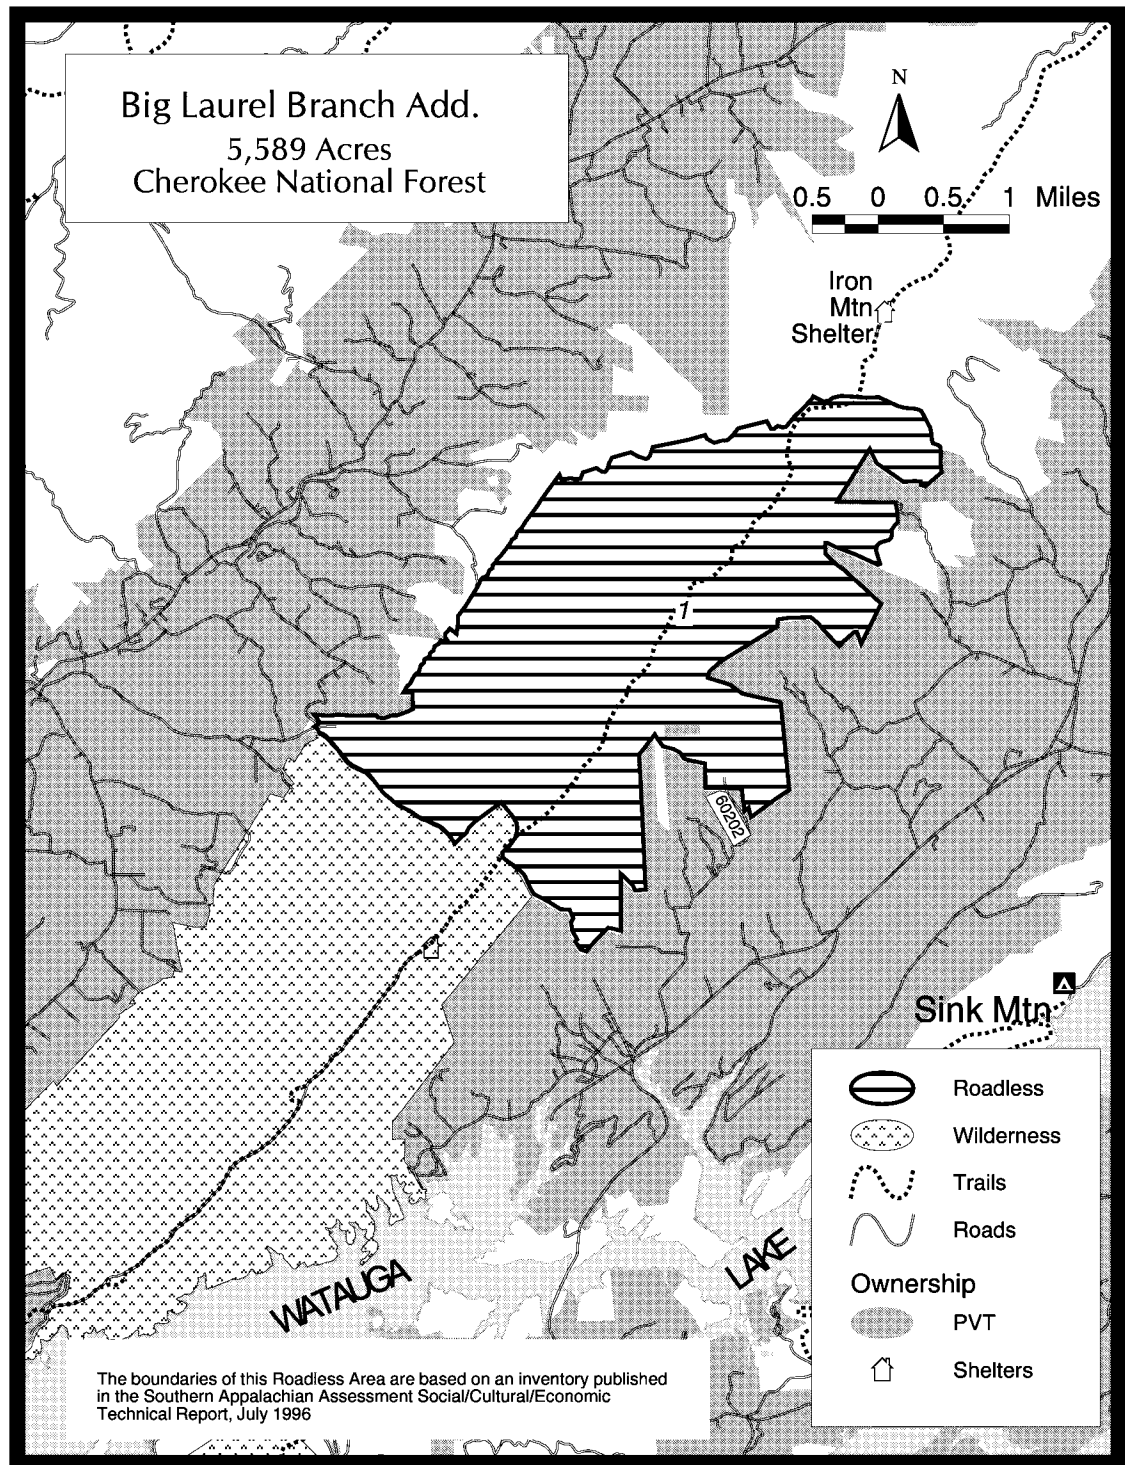 Big Laurel Branch Add.
5,589 Acres
Cherokee National Forest
N
0.5 0 0.5 1 Miles
Iron
Mtn
Shelter
1
60202
Sink Mtn
WATAUGA LAKE
Roadless
Wilderness
Trails
Roads
Ownership
PVT
Shelters
The boundaries of this Roadless Area are based on an inventory published
in the Southern Appalachian Assessment Social/Cultural/Economic
Technical Report, July 1996